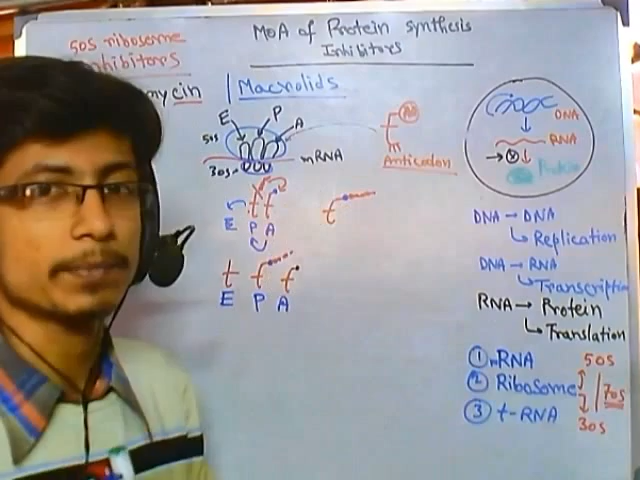 MOA of Protein synthesis
Inhibitors
50S ribosome
Inhibitors
mycin | Macrolids
E P A
50S
30S
mRNA
AA
Anticodon
E P A
t
t t t
E P A
DNA
RNA
Protein
DNA → DNA
Replication
DNA → RNA
Transcription
RNA → Protein
Translation
① mRNA
② Ribosome
③ t-RNA
50S
70S
30S